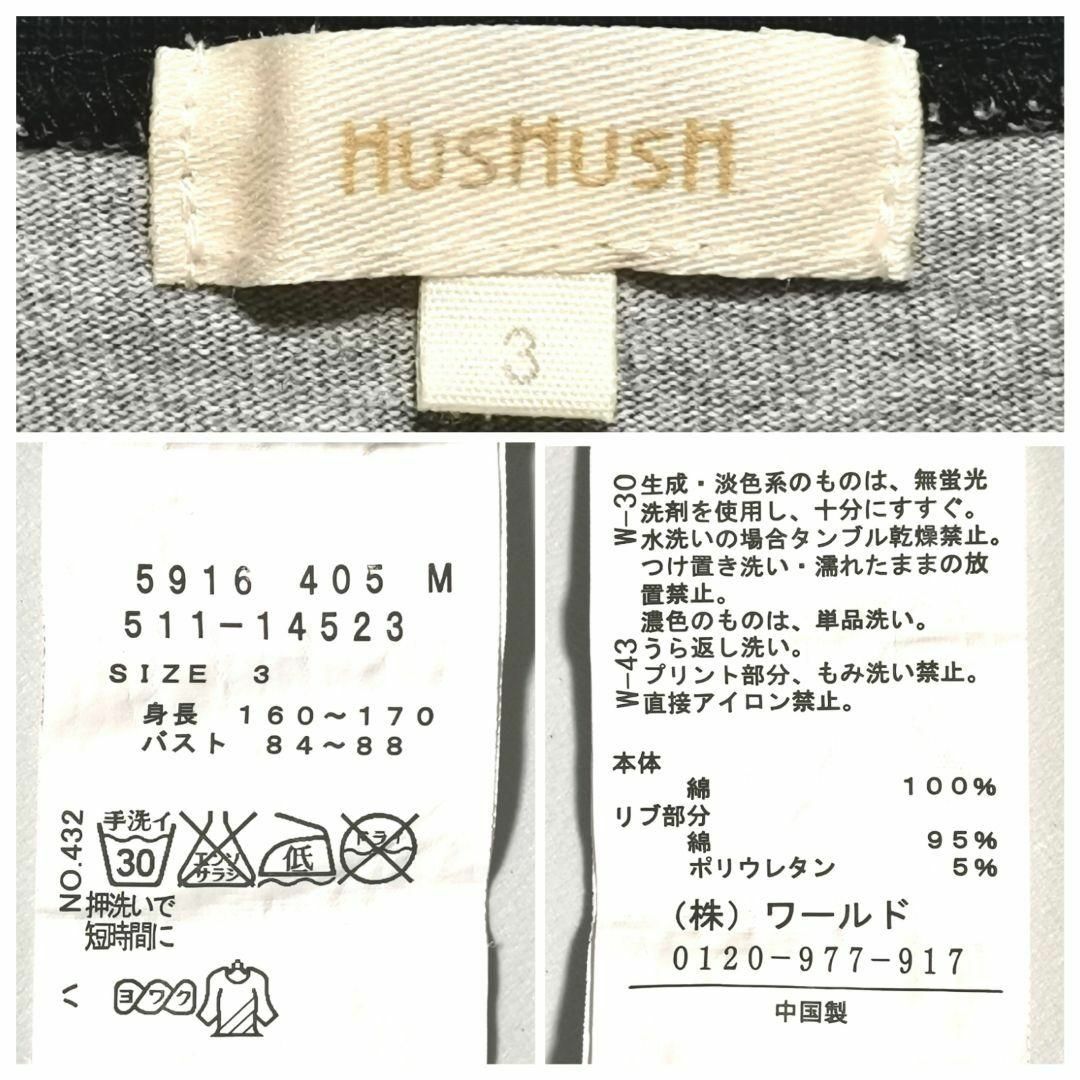 HusHusH
3
5916 405 M
511-14523
SIZE 3
身長 160～170
バスト 84～88
NO.432
手洗イ
30
エンソ
サラシ
低
ドライ
押洗いで
短時間に
ヨワク
W-30
生成・淡色系のものは、無蛍光
洗剤を使用し、十分にすすぐ。
水洗いの場合タンブル乾燥禁止。
つけ置き洗い・濡れたままの放
置禁止。
濃色のものは、単品洗い。
W-43
うら返し洗い。
プリント部分、もみ洗い禁止。
直接アイロン禁止。
本体
綿 100%
リブ部分
綿 95%
ポリウレタン 5%
(株)ワールド
0120-977-917
中国製